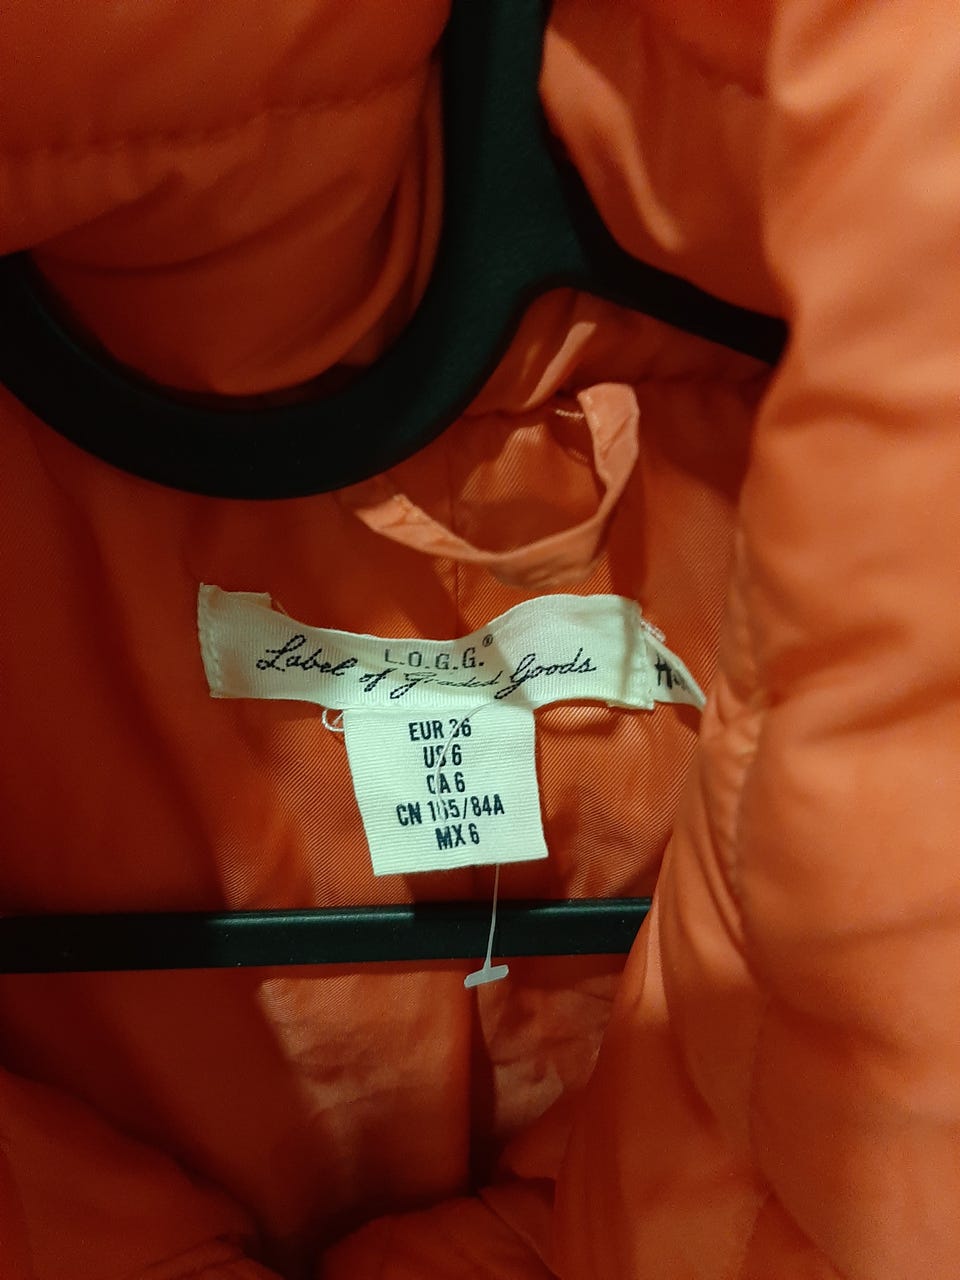 L.O.G.G.®
Label of Graded Goods
EUR 36
US 6
CA 6
CN 165/84A
MX 6